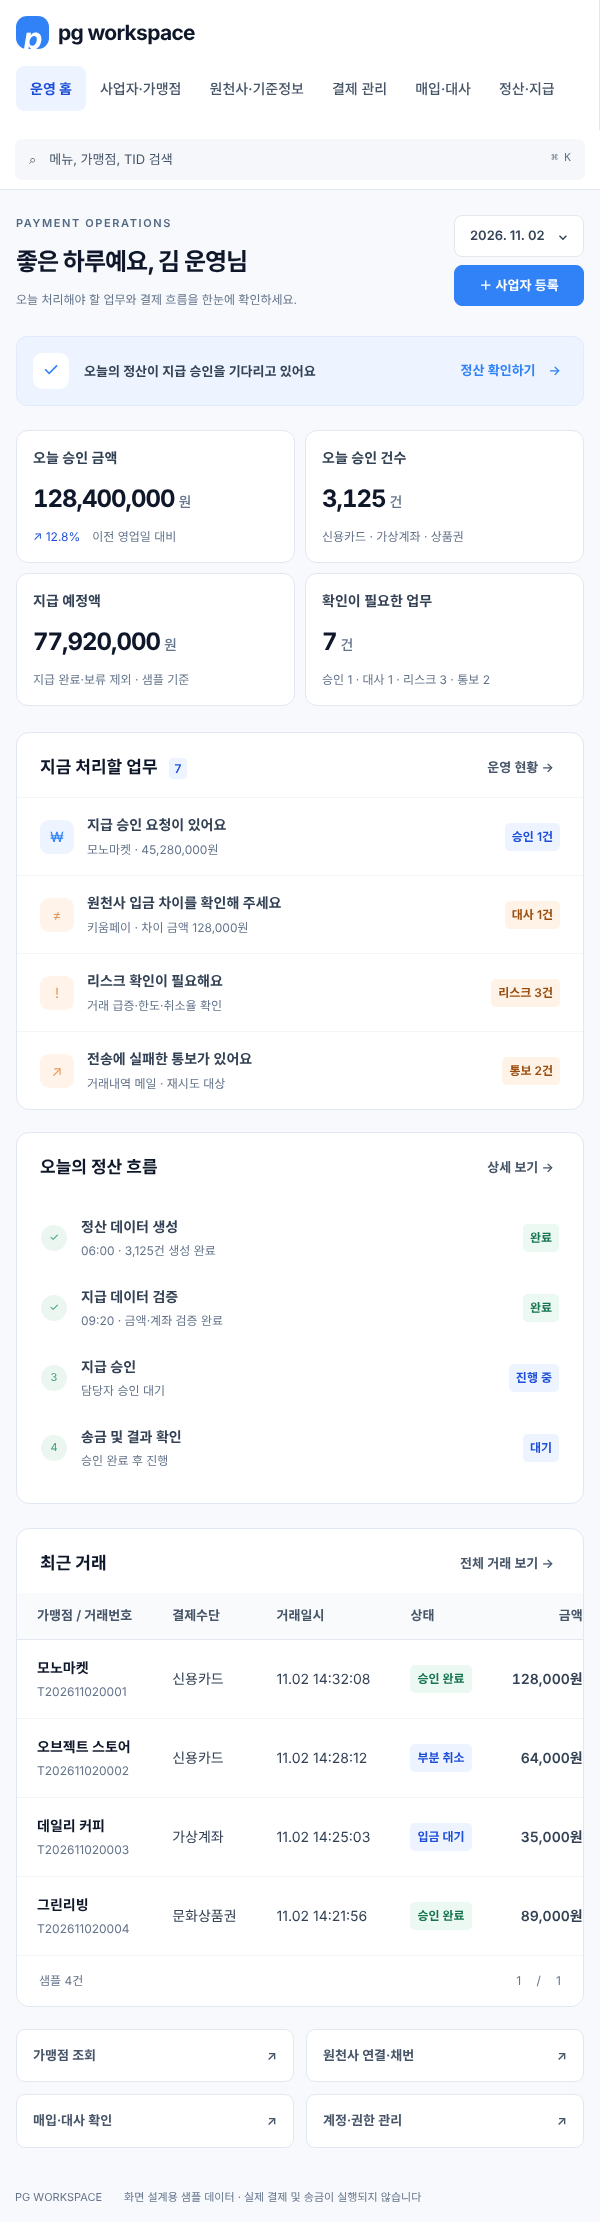 p pg workspace
운영 홈 사업자·가맹점 원천사·기준정보 결제 관리 매입·대사 정산·지급
⌕ 메뉴, 가맹점, TID 검색 ⌘ K
PAYMENT OPERATIONS
좋은 하루예요, 김 운영님
오늘 처리해야 할 업무와 결제 흐름을 한눈에 확인하세요.
2026. 11. 02
+ 사업자 등록
✓ 오늘의 정산이 지급 승인을 기다리고 있어요 정산 확인하기 →
오늘 승인 금액
128,400,000 원
↗ 12.8% 이전 영업일 대비
오늘 승인 건수
3,125 건
신용카드 · 가상계좌 · 상품권
지급 예정액
77,920,000 원
지급 완료·보류 제외 · 샘플 기준
확인이 필요한 업무
7 건
승인 1 · 대사 1 · 리스크 3 · 통보 2
지금 처리할 업무 7 운영 현황 →
₩ 지급 승인 요청이 있어요
모노마켓 · 45,280,000원
승인 1건
≠ 원천사 입금 차이를 확인해 주세요
키움페이 · 차이 금액 128,000원
대사 1건
! 리스크 확인이 필요해요
거래 급증·한도·취소율 확인
리스크 3건
↗ 전송에 실패한 통보가 있어요
거래내역 메일 · 재시도 대상
통보 2건
오늘의 정산 흐름 상세 보기 →
✓ 정산 데이터 생성
06:00 · 3,125건 생성 완료
완료
✓ 지급 데이터 검증
09:20 · 금액·계좌 검증 완료
완료
3 지급 승인
담당자 승인 대기
진행 중
4 송금 및 결과 확인
승인 완료 후 진행
대기
최근 거래 전체 거래 보기 →
가맹점 / 거래번호 결제수단 거래일시 상태 금액
모노마켓
T202611020001
신용카드 11.02 14:32:08 승인 완료 128,000원
오브젝트 스토어
T202611020002
신용카드 11.02 14:28:12 부분 취소 64,000원
데일리 커피
T202611020003
가상계좌 11.02 14:25:03 입금 대기 35,000원
그린리빙
T202611020004
문화상품권 11.02 14:21:56 승인 완료 89,000원
샘플 4건 1 / 1
가맹점 조회 ↗
원천사 연결·채번 ↗
매입·대사 확인 ↗
계정·권한 관리 ↗
PG WORKSPACE 화면 설계용 샘플 데이터 · 실제 결제 및 송금이 실행되지 않습니다